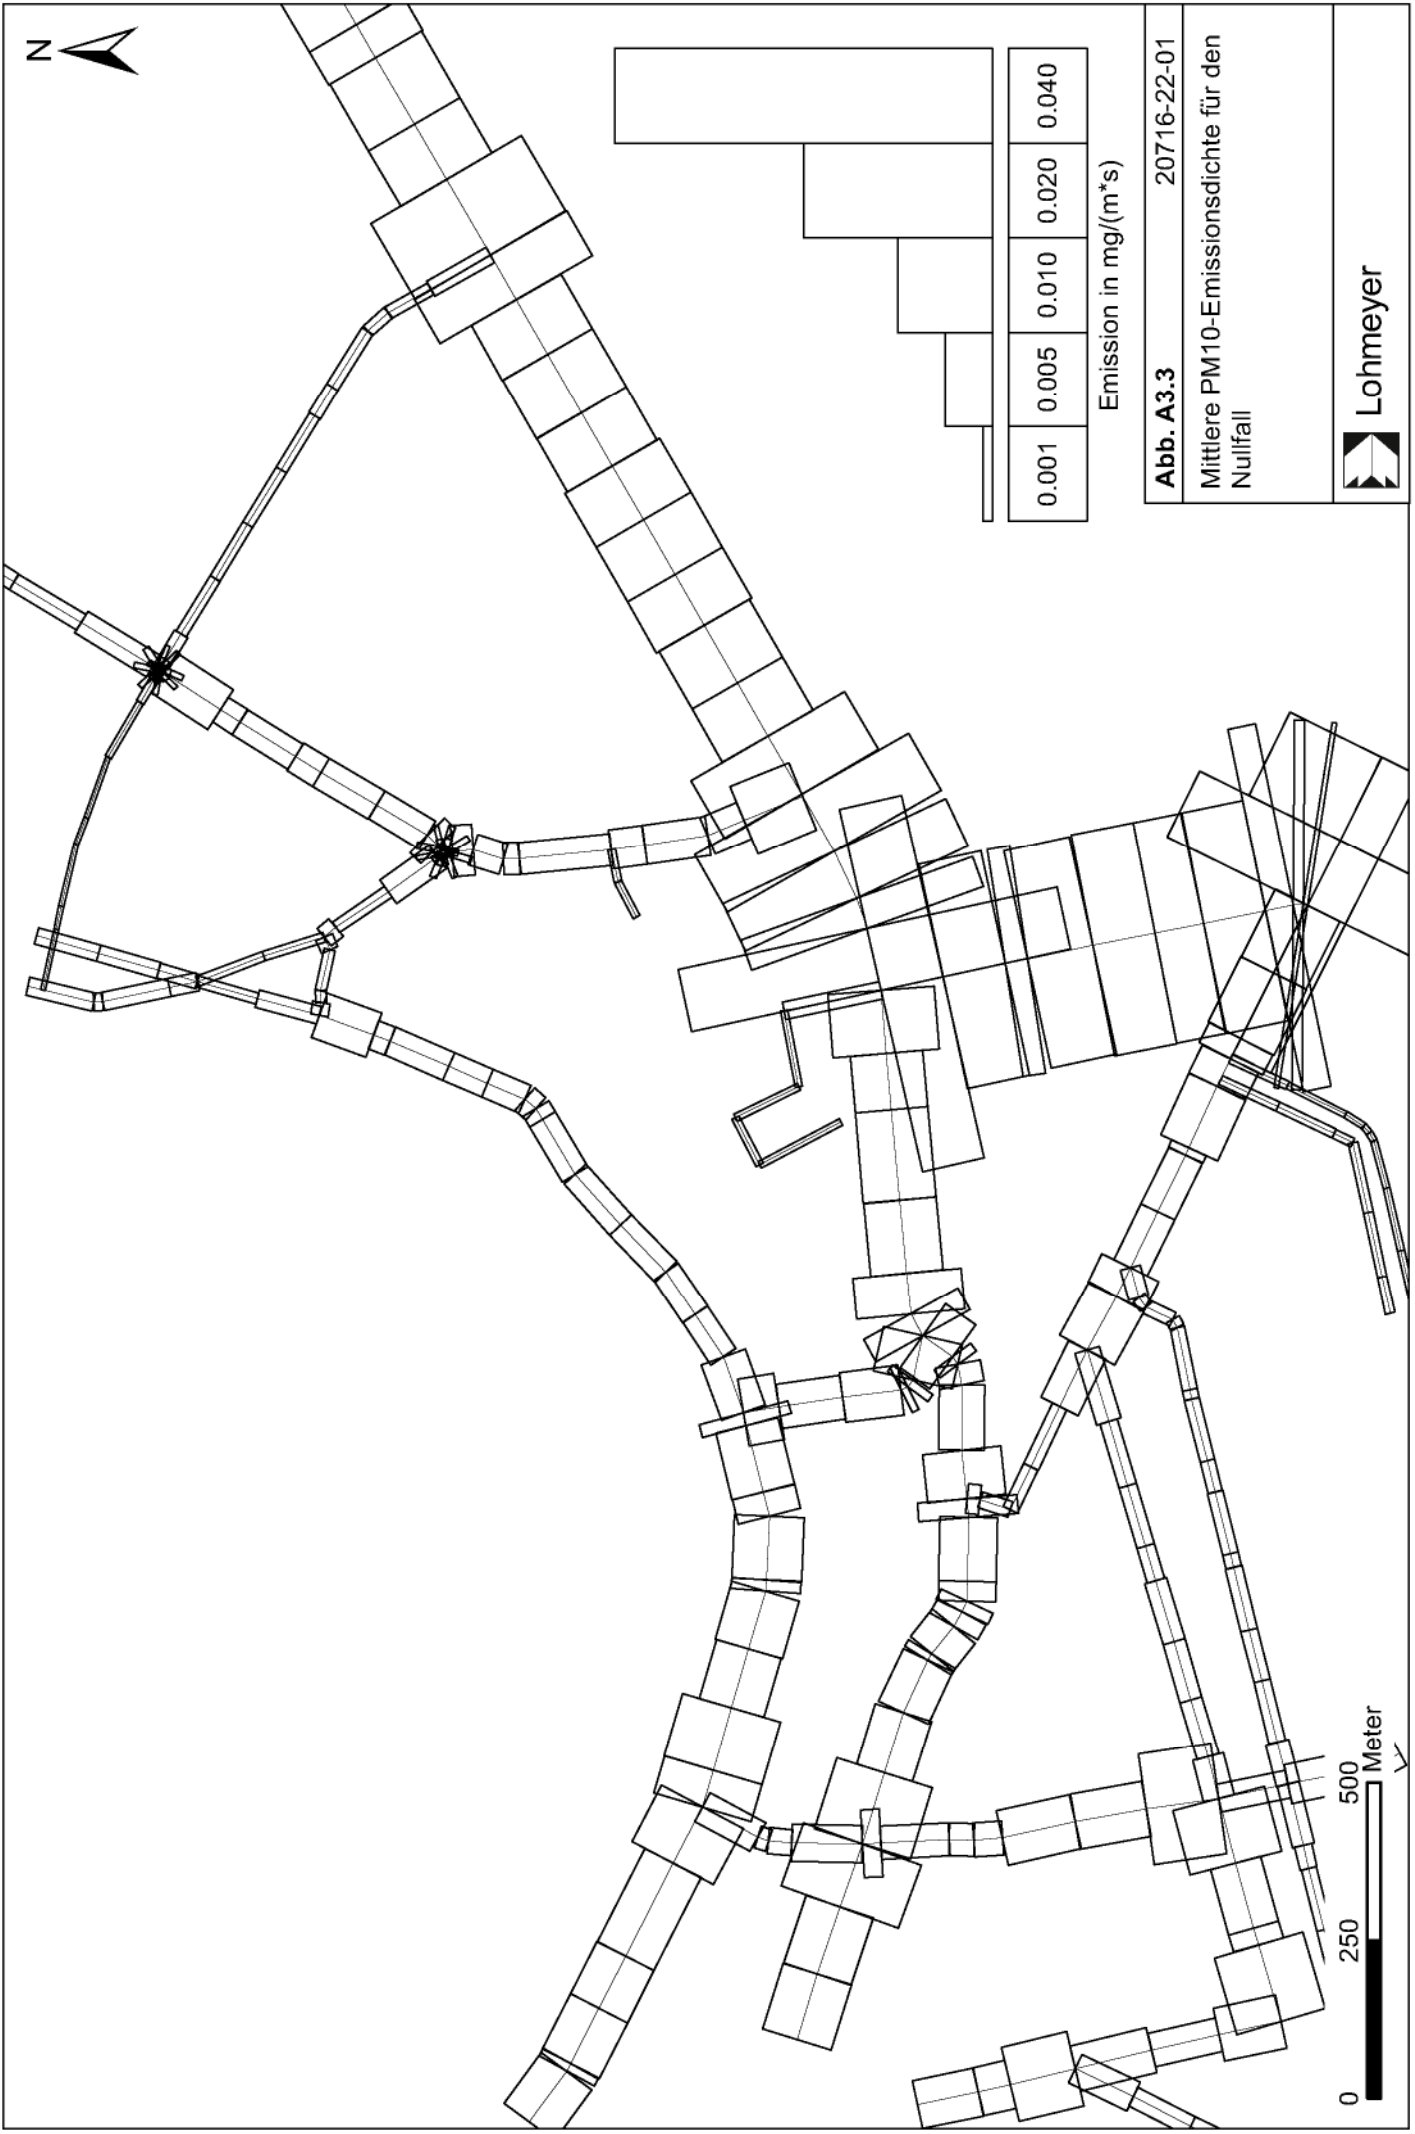 N
0.001 0.005 0.010 0.020 0.040
Emission in mg/(m*s)
Abb. A3.3 20716-22-01
Mittlere PM10-Emissionsdichte für den
Nullfall
Lohmeyer
0 250 500
Meter